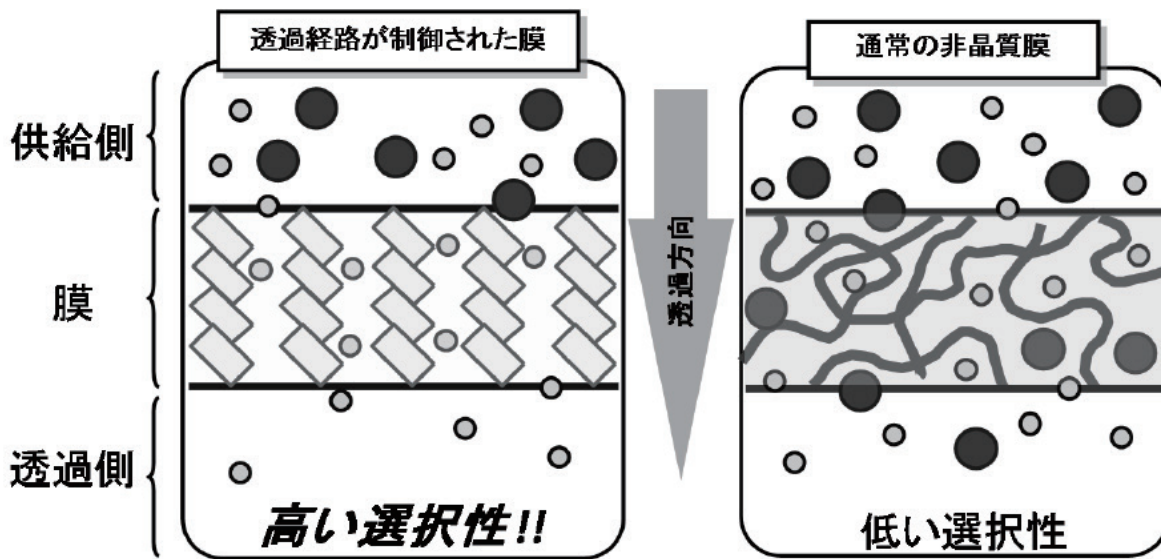 透過経路が制御された膜
通常の非晶質膜
供給側
膜
透過側
透過方向
高い選択性!!
低い選択性